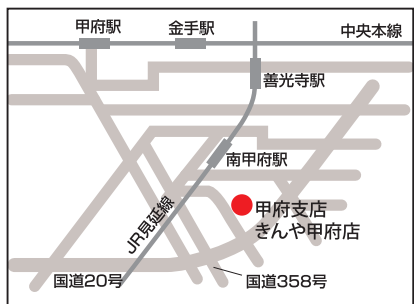 甲府駅
金手駅
中央本線
善光寺駅
南甲府駅
JR見延線
甲府支店
きんや甲府店
国道20号
国道358号